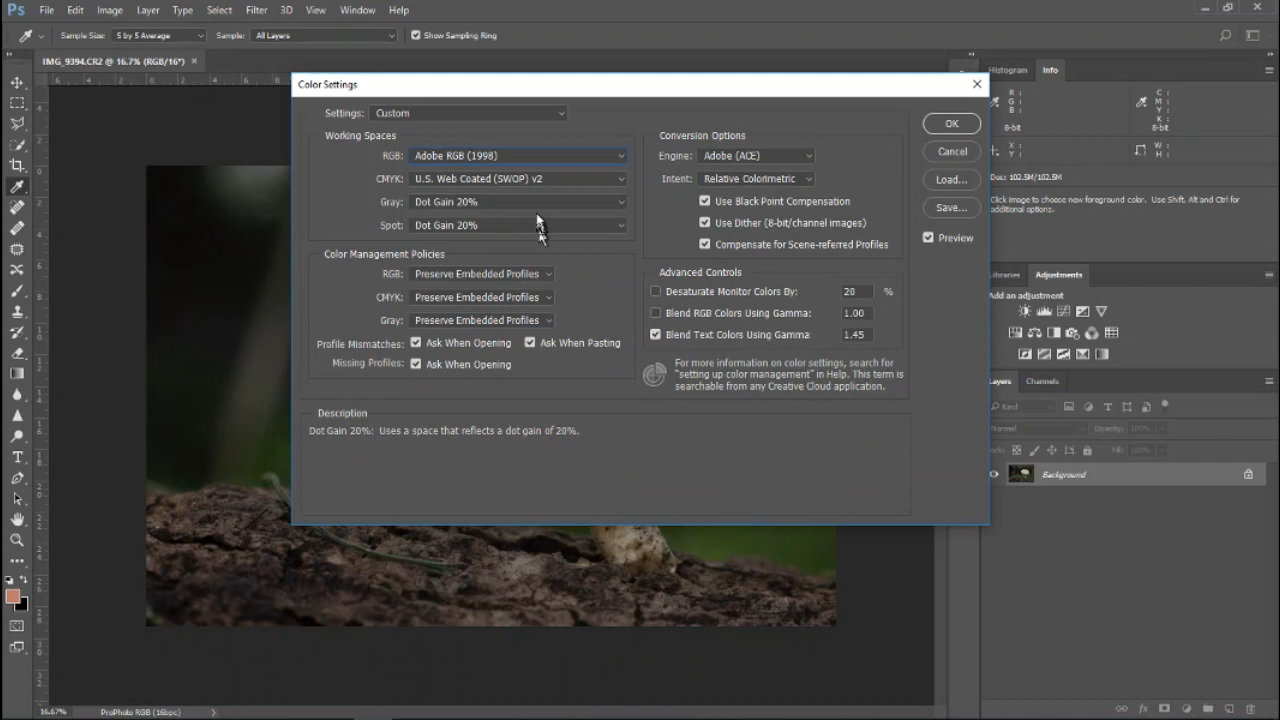 Ps File Edit Image Layer Type Select Filter 3D View Window Help
Sample Size: 5 by 5 Average Sample: All Layers Show Sampling Ring
IMG_9394.CR2 @ 16.7% (RGB/16*) ×
Color Settings
Settings: Custom
Working Spaces
RGB: Adobe RGB (1998)
CMYK: U.S. Web Coated (SWOP) v2
Gray: Dot Gain 20%
Spot: Dot Gain 20%
Color Management Policies
RGB: Preserve Embedded Profiles
CMYK: Preserve Embedded Profiles
Gray: Preserve Embedded Profiles
Profile Mismatches: Ask When Opening Ask When Pasting
Missing Profiles: Ask When Opening
Conversion Options
Engine: Adobe (ACE)
Intent: Relative Colorimetric
Use Black Point Compensation
Use Dither (8-bit/channel images)
Compensate for Scene-referred Profiles
Advanced Controls
Desaturate Monitor Colors By: 20 %
Blend RGB Colors Using Gamma: 1.00
Blend Text Colors Using Gamma: 1.45
For more information on color settings, search for
"setting up color management" in Help. This term is
searchable from any Creative Cloud application.
Description
Dot Gain 20%: Uses a space that reflects a dot gain of 20%.
OK
Cancel
Load...
Save...
Preview
Histogram Info
R : C :
G : M :
B : Y :
K :
8-bit 8-bit
X : W :
Y : H :
Doc: 102.5M/102.5M
Click image to choose new foreground color. Use Shift, Alt and Ctrl for
additional options.
Libraries Adjustments
Add an adjustment
Layers Channels
Kind
Normal Opacity: 100%
Fill: 100%
Background
16.67% ProPhoto RGB (16bpc)